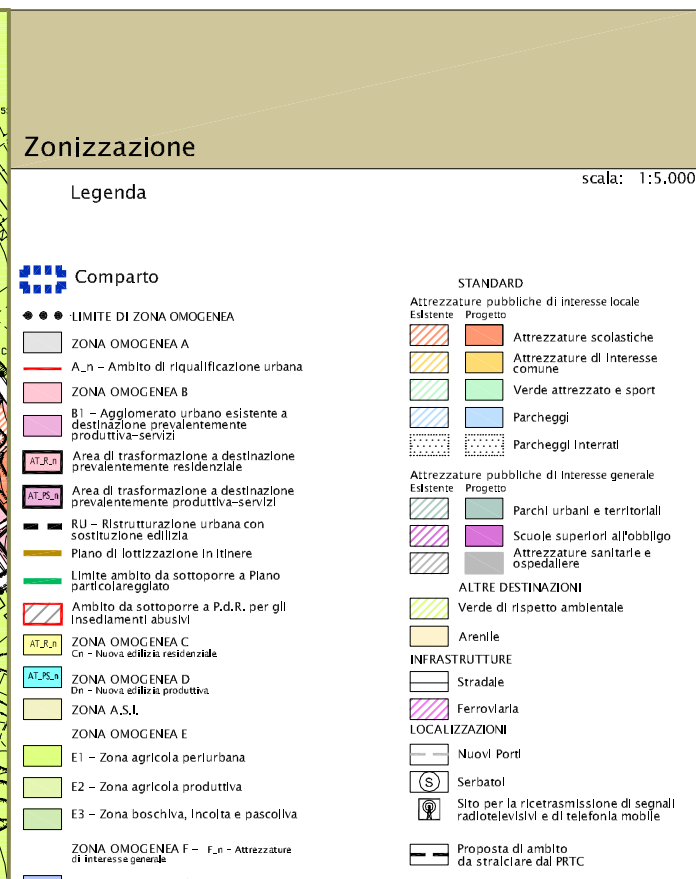 Zonizzazione
scala: 1:5.000
Legenda
Comparto
LIMITE DI ZONA OMOGENEA
ZONA OMOGENEA A
A_n – Ambito di riqualificazione urbana
ZONA OMOGENEA B
B1 – Agglomerato urbano esistente a
destinazione prevalentemente
produttiva–servizi
AT_R_n
Area di trasformazione a destinazione
prevalentemente residenziale
AT_PS_n
Area di trasformazione a destinazione
prevalentemente produttiva–servizi
RU – Ristrutturazione urbana con
sostituzione edilizia
Piano di lottizzazione in itinere
Limite ambito da sottoporre a Piano
particolareggiato
Ambito da sottoporre a P.d.R. per gli
insediamenti abusivi
AT_R_n
ZONA OMOGENEA C
Cn – Nuova edilizia residenziale
AT_PS_n
ZONA OMOGENEA D
Dn – Nuova edilizia produttiva
ZONA A.S.I.
ZONA OMOGENEA E
E1 – Zona agricola periurbana
E2 – Zona agricola produttiva
E3 – Zona boschiva, incolta e pascoliva
ZONA OMOGENEA F – F_n – Attrezzature
di interesse generale
STANDARD
Attrezzature pubbliche di interesse locale
Esistente Progetto
Attrezzature scolastiche
Attrezzature di interesse
comune
Verde attrezzato e sport
Parcheggi
Parcheggi interrati
Attrezzature pubbliche di interesse generale
Esistente Progetto
Parchi urbani e territoriali
Scuole superiori all'obbligo
Attrezzature sanitarie e
ospedaliere
ALTRE DESTINAZIONI
Verde di rispetto ambientale
Arenile
INFRASTRUTTURE
Stradale
Ferroviaria
LOCALIZZAZIONI
Nuovi Porti
S
Serbatoi
Sito per la ricetrasmissione di segnali
radiotelevisivi e di telefonia mobile
Proposta di ambito
da stralciare dal PRTC